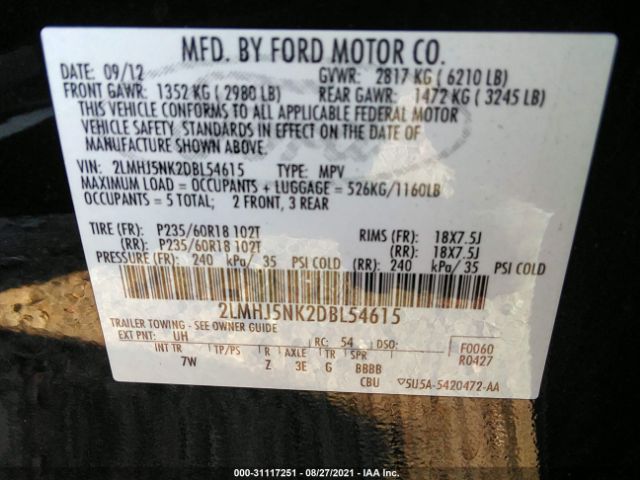 MFD. BY FORD MOTOR CO.
DATE: 09/12 GVWR: 2817 KG ( 6210 LB)
FRONT GAWR: 1352 KG ( 2980 LB) REAR GAWR: 1472 KG ( 3245 LB)
THIS VEHICLE CONFORMS TO ALL APPLICABLE FEDERAL MOTOR
VEHICLE SAFETY STANDARDS IN EFFECT ON THE DATE OF
MANUFACTURE SHOWN ABOVE.
VIN: 2LMHJ5NK2DBL54615 TYPE: MPV
MAXIMUM LOAD = OCCUPANTS + LUGGAGE = 526KG/1160LB
OCCUPANTS = 5 TOTAL; 2 FRONT, 3 REAR
TIRE (FR): P235/60R18 102T RIMS (FR): 18X7.5J
(RR): P235/60R18 102T (RR): 18X7.5J
PRESSURE (FR): 240 kPa/ 35 PSI COLD (RR): 240 kPa/ 35 PSI COLD
2LMHJ5NK2DBL54615
TRAILER TOWING - SEE OWNER GUIDE
EXT PNT: UH RC: 54 DSO: F0060
R0427
INT TR TP/PS R AXLE TR SPR
7W Z 3E G BBBB
CBU 5U5A-5420472-AA
000-31117251 - 08/27/2021 - IAA Inc.